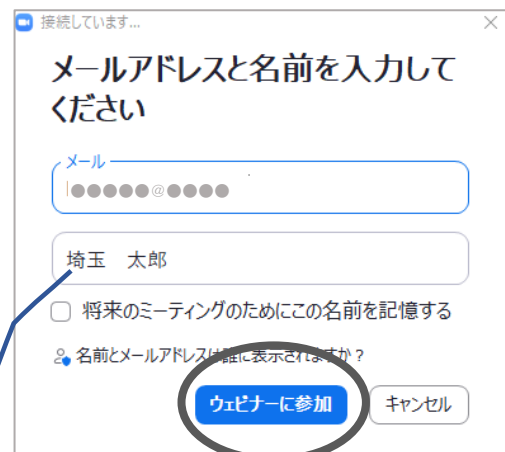 接続しています...
メールアドレスと名前を入力して
ください
メール
●●●●●@●●●●
埼玉　太郎
将来のミーティングのためにこの名前を記憶する
名前とメールアドレスは誰に表示されますか？
ウェビナーに参加
キャンセル